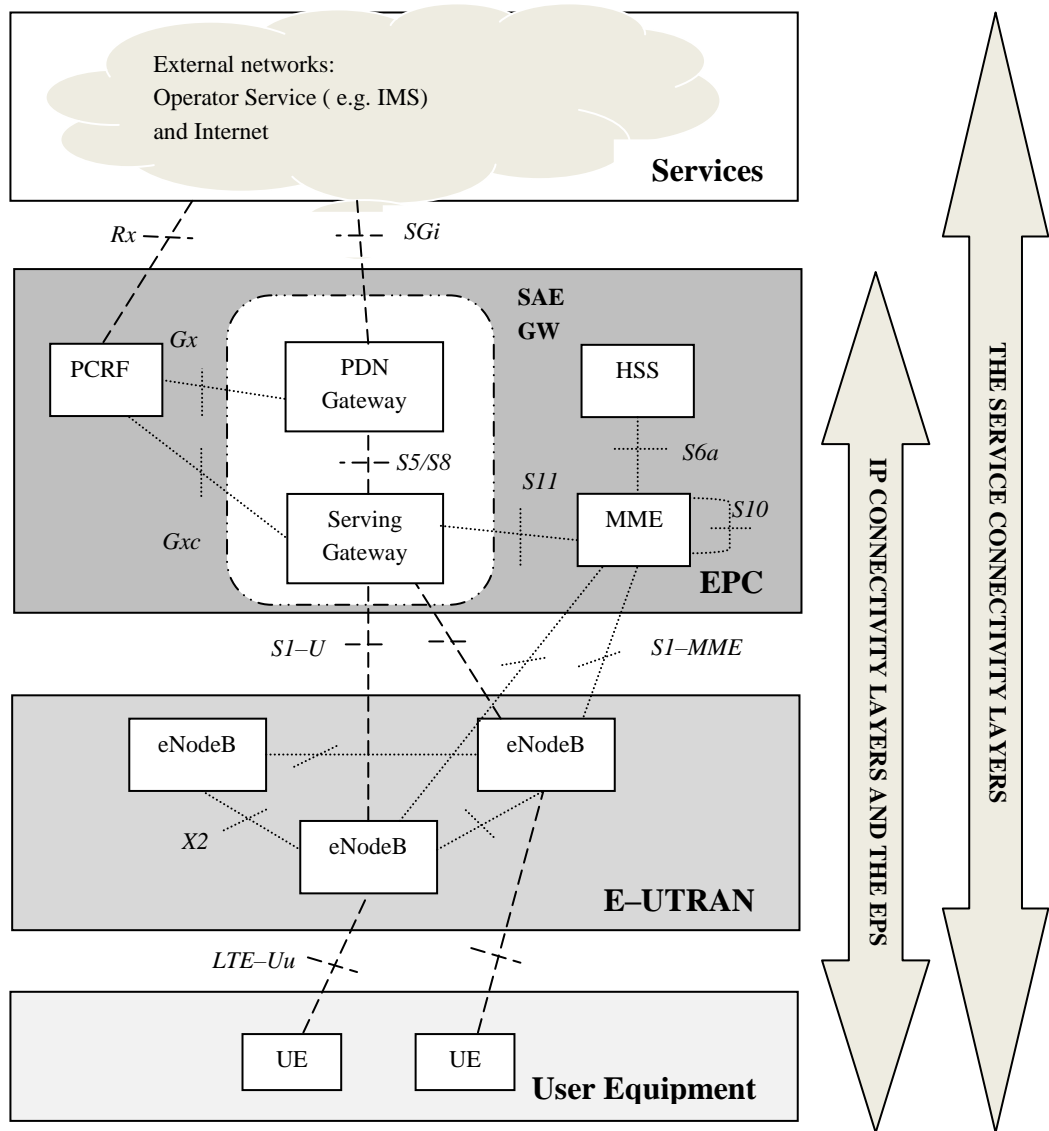 External networks:
Operator Service ( e.g. IMS)
and Internet
Services
Rx
SGi
SAE
GW
Gx
PCRF
PDN
Gateway
HSS
S5/S8
S6a
S11
S10
Gxc
Serving
Gateway
MME
EPC
S1–U
S1–MME
eNodeB
eNodeB
X2
eNodeB
E–UTRAN
LTE–Uu
UE
UE
User Equipment
IP CONNECTIVITY LAYERS AND THE EPS
THE SERVICE CONNECTIVITY LAYERS